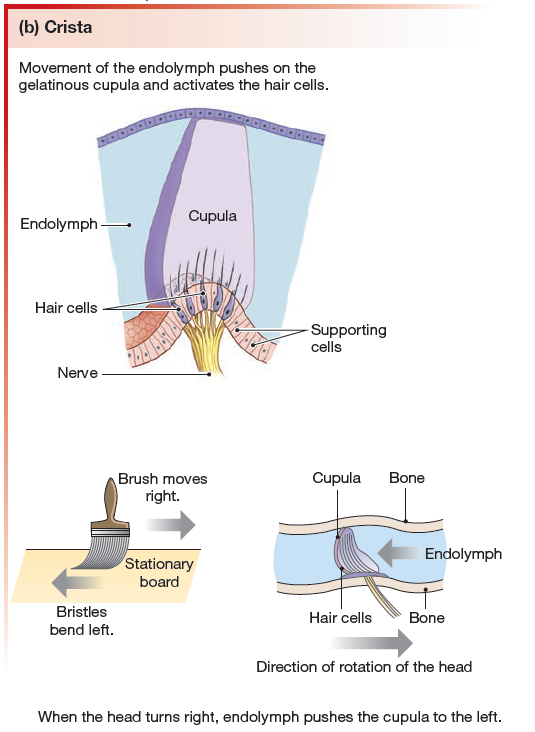 (b) Crista
Movement of the endolymph pushes on the
gelatinous cupula and activates the hair cells.
Cupula
Endolymph
Hair cells
Supporting
cells
Nerve
Brush moves
right.
Stationary
board
Bristles
bend left.
Cupula
Bone
Endolymph
Hair cells
Bone
Direction of rotation of the head
When the head turns right, endolymph pushes the cupula to the left.